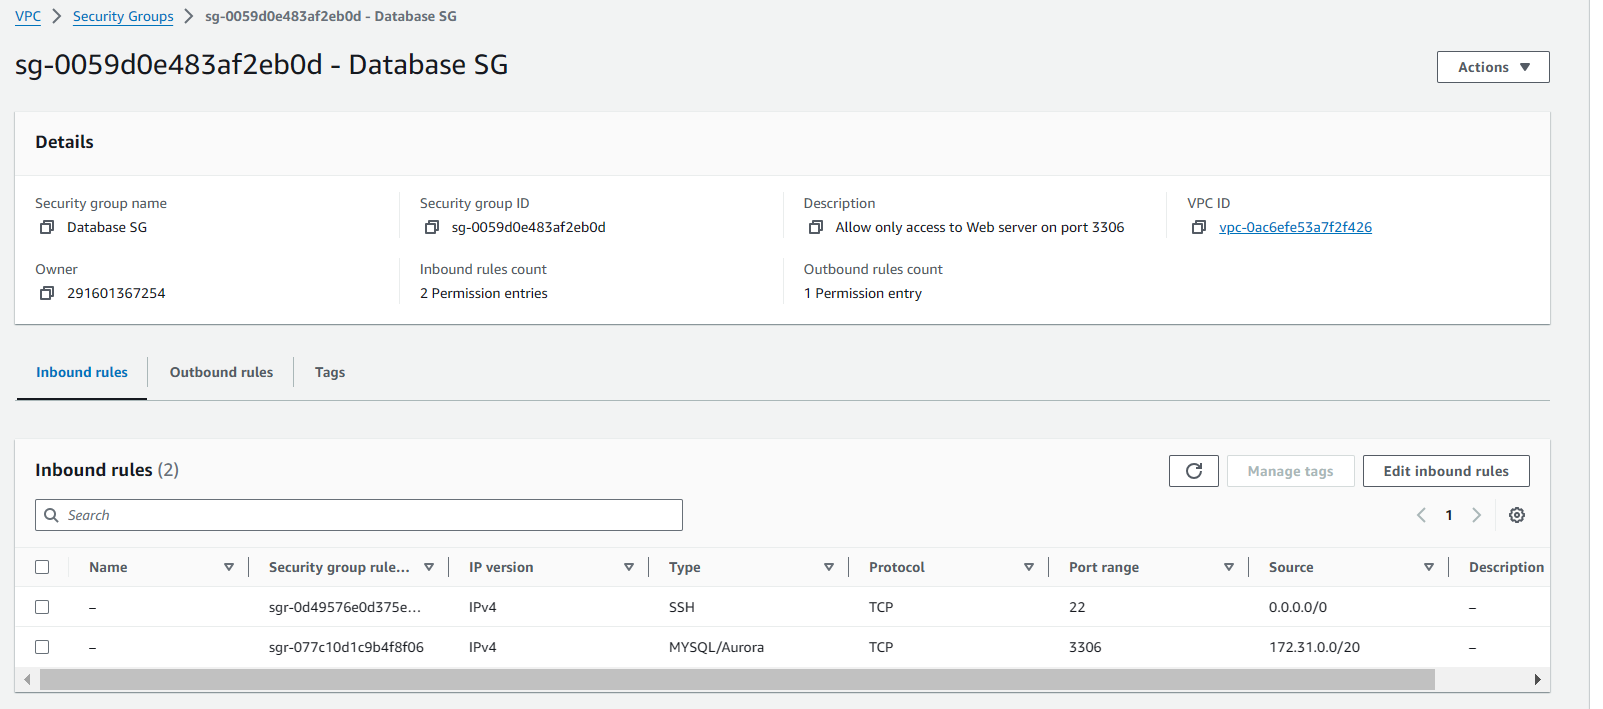 VPC > Security Groups > sg-0059d0e483af2eb0d - Database SG
sg-0059d0e483af2eb0d - Database SG
Actions
Details
Security group name
Database SG
Security group ID
sg-0059d0e483af2eb0d
Description
Allow only access to Web server on port 3306
VPC ID
vpc-0ac6efe53a7f2f426
Owner
291601367254
Inbound rules count
2 Permission entries
Outbound rules count
1 Permission entry
Inbound rules Outbound rules Tags
Inbound rules (2)
Manage tags Edit inbound rules
Search
1
Name Security group rule... IP version Type Protocol Port range Source Description
– sgr-0d49576e0d375e... IPv4 SSH TCP 22 0.0.0.0/0 –
– sgr-077c10d1c9b4f8f06 IPv4 MYSQL/Aurora TCP 3306 172.31.0.0/20 –